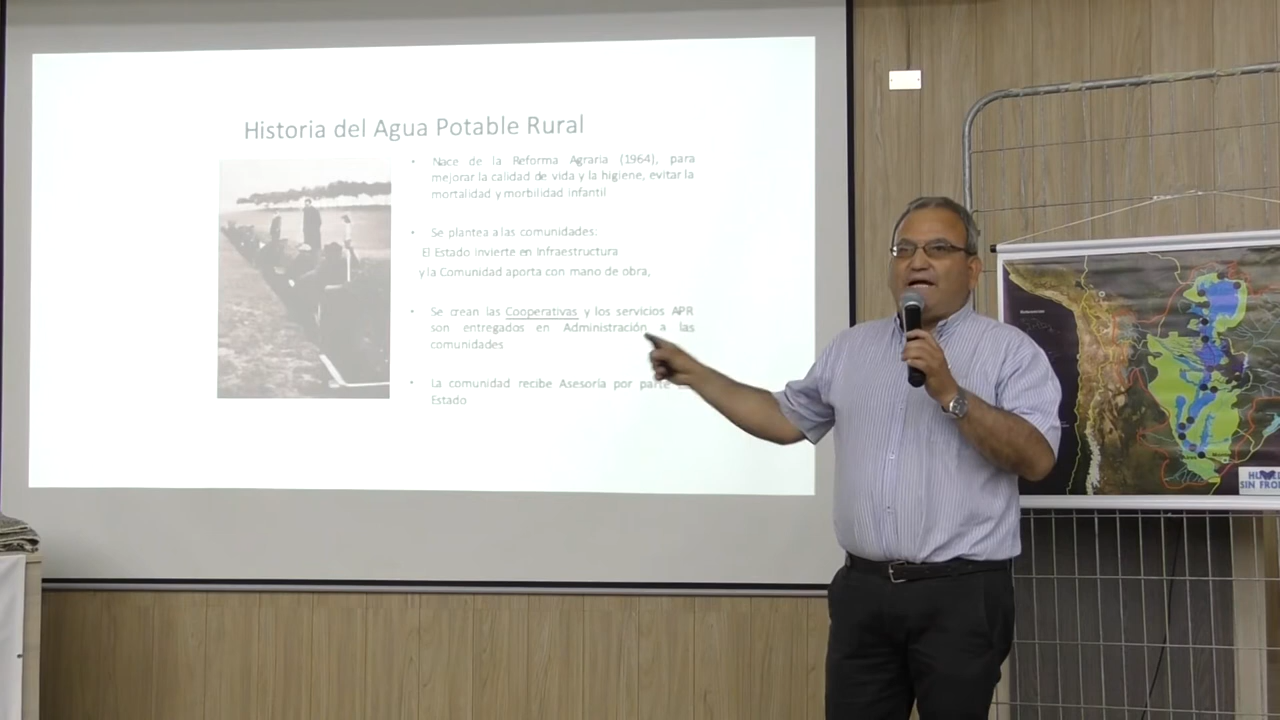 Historia del Agua Potable Rural
• Nace de la Reforma Agraria (1964), para
mejorar la calidad de vida y la higiene, evitar la
mortalidad y morbilidad infantil
• Se plantea a las comunidades:
El Estado invierte en Infraestructura
y la Comunidad aporta con mano de obra,
• Se crean las Cooperativas y los servicios APR
son entregados en Administración a las
comunidades
• La comunidad recibe Asesoría por parte
Estado
SIN